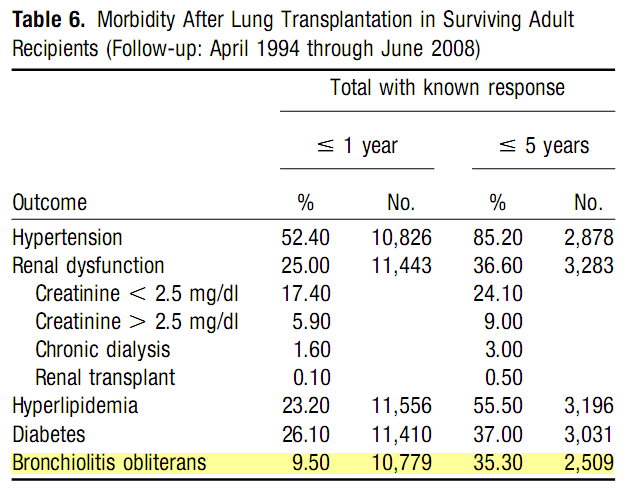 Table 6. Morbidity After Lung Transplantation in Surviving Adult
Recipients (Follow-up: April 1994 through June 2008)
Total with known response
≤ 1 year ≤ 5 years
Outcome % No. % No.
Hypertension 52.40 10,826 85.20 2,878
Renal dysfunction 25.00 11,443 36.60 3,283
Creatinine < 2.5 mg/dl 17.40 24.10
Creatinine > 2.5 mg/dl 5.90 9.00
Chronic dialysis 1.60 3.00
Renal transplant 0.10 0.50
Hyperlipidemia 23.20 11,556 55.50 3,196
Diabetes 26.10 11,410 37.00 3,031
Bronchiolitis obliterans 9.50 10,779 35.30 2,509